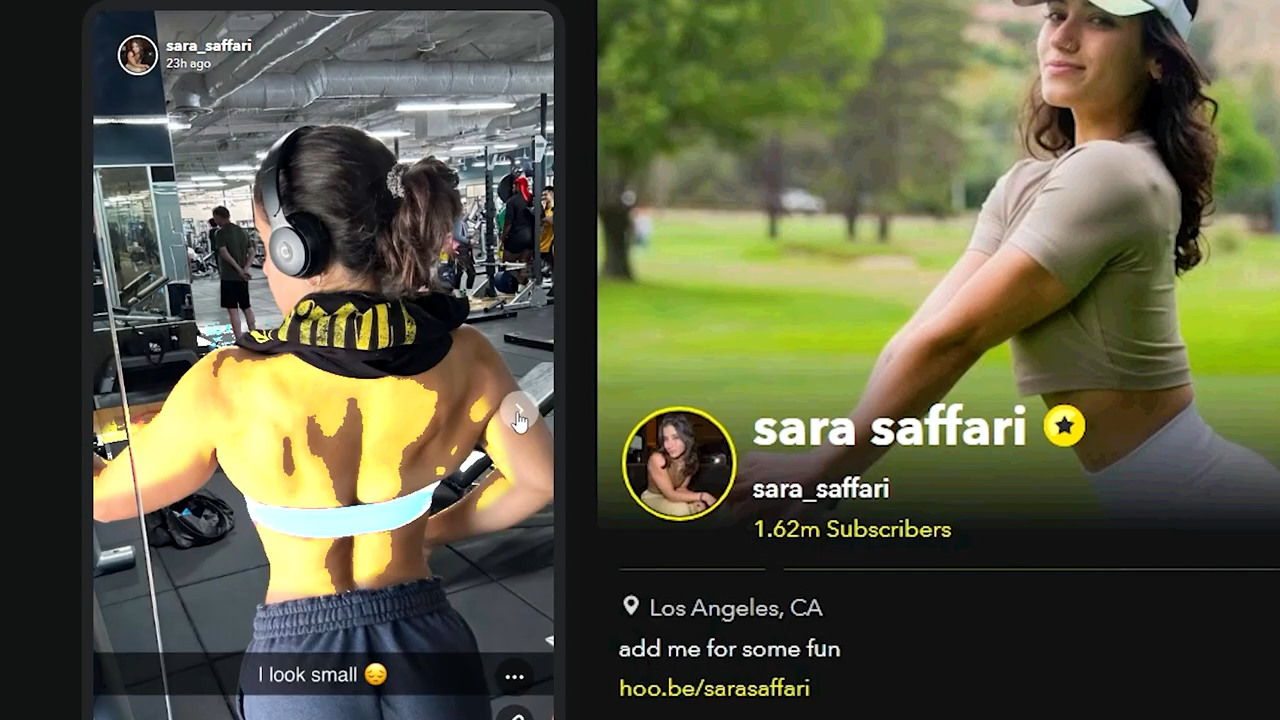 sara_saffari
23h ago
I look small 😔
sara saffari
sara_saffari
1.62m Subscribers
Los Angeles, CA
add me for some fun
hoo.be/sarasaffari